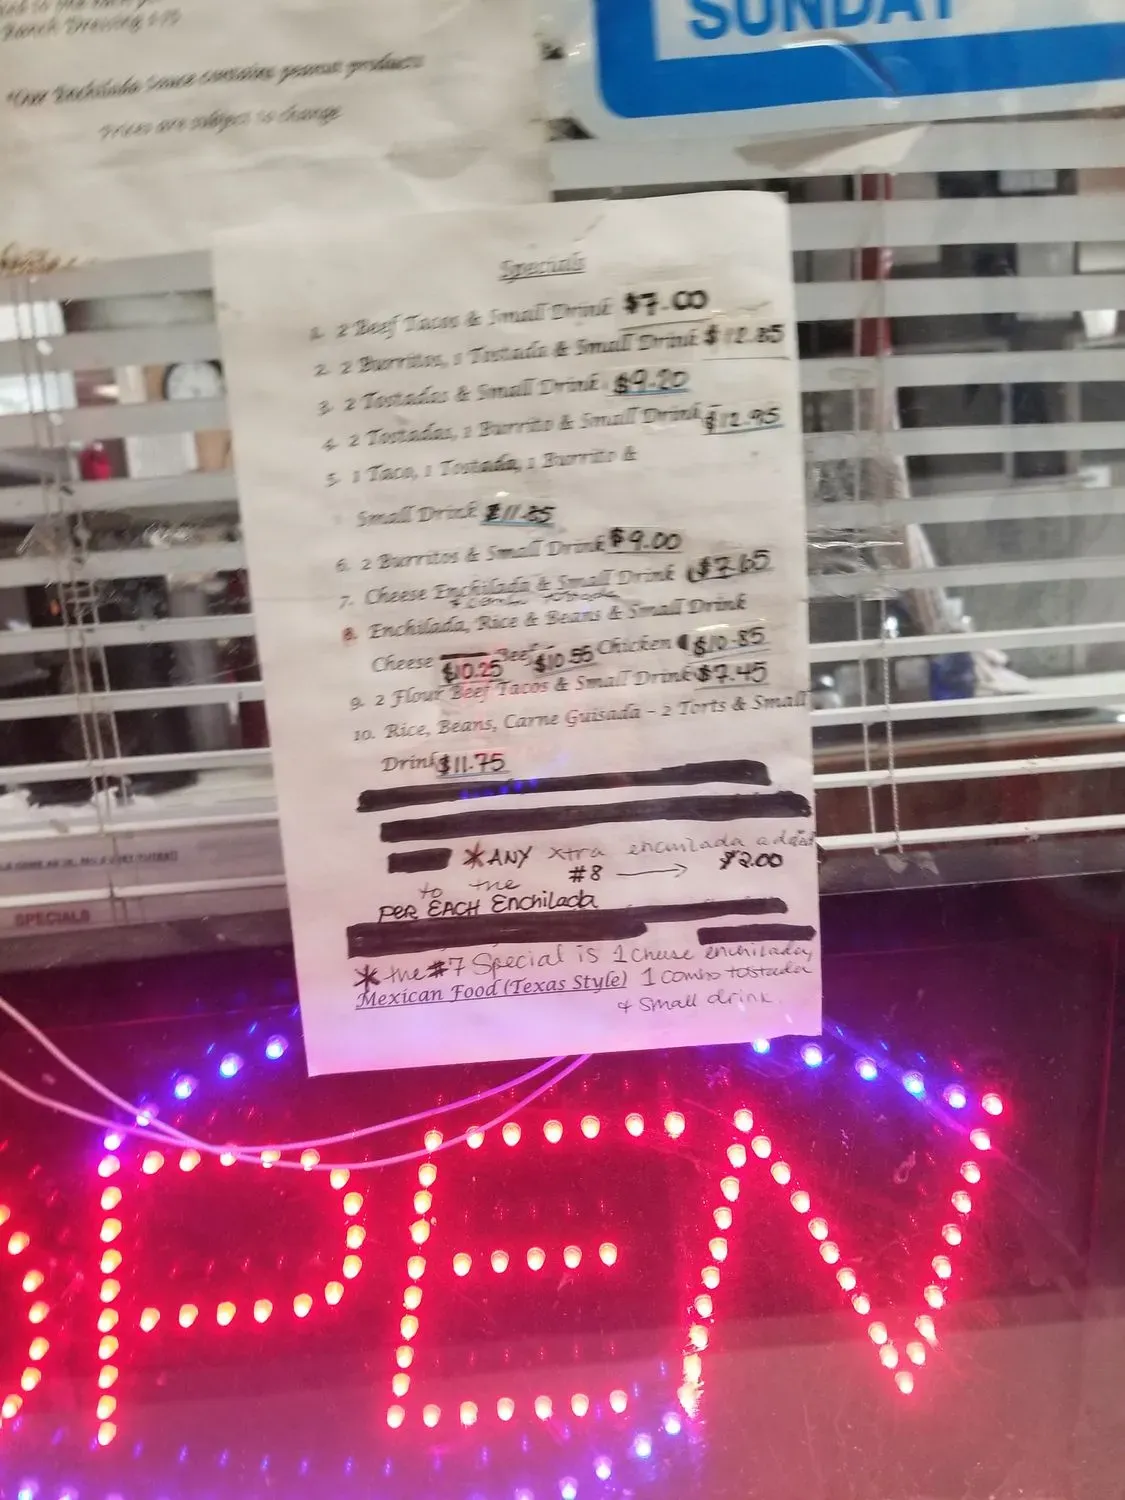 Ranch Dressing
*Our Enchilada Sauce contains peanut products
Prices are subject to change
SUNDAY
Specials
1. 2 Beef Tacos & Small Drink $7.00
2. 2 Burritos, 1 Tostada & Small Drink $12.85
3. 2 Tostadas & Small Drink $9.20
4. 2 Tostadas, 1 Burrito & Small Drink $12.95
5. 1 Taco, 1 Tostada, 1 Burrito &
Small Drink $11.85
6. 2 Burritos & Small Drink $9.00
7. Cheese Enchilada & Small Drink $7.65
& combo tostada
8. Enchilada, Rice & Beans & Small Drink
Cheese $10.25 Beef $10.55 Chicken $10.85
9. 2 Flour Beef Tacos & Small Drink $7.45
10. Rice, Beans, Carne Guisada - 2 Torts & Small
Drink $11.75
*ANY xtra enchilada added
to the #8 → $2.00
PER EACH Enchilada
* the #7 Special is 1 cheese enchilada,
Mexican Food (Texas Style) 1 combo tostada
& small drink.
SPECIALS
OPEN